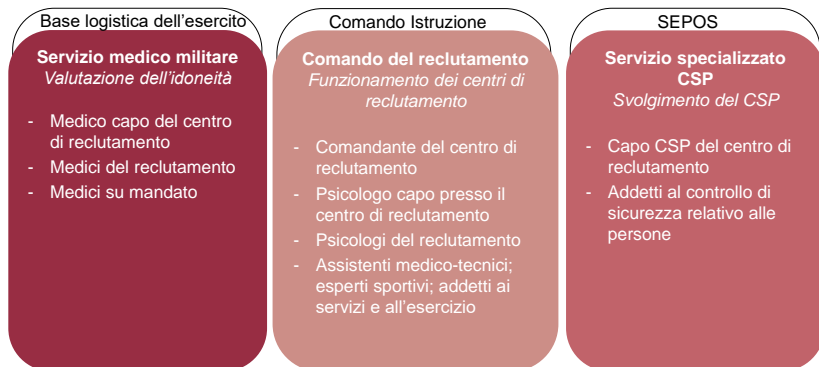 Base logistica dell'esercito
Servizio medico militare
Valutazione dell'idoneità
- Medico capo del centro
di reclutamento
- Medici del reclutamento
- Medici su mandato
Comando Istruzione
Comando del reclutamento
Funzionamento dei centri di
reclutamento
- Comandante del centro di
reclutamento
- Psicologo capo presso il
centro di reclutamento
- Psicologi del reclutamento
- Assistenti medico-tecnici;
esperti sportivi; addetti ai
servizi e all'esercizio
SEPOS
Servizio specializzato
CSP
Svolgimento del CSP
- Capo CSP del centro di
reclutamento
- Addetti al controllo di
sicurezza relativo alle
persone